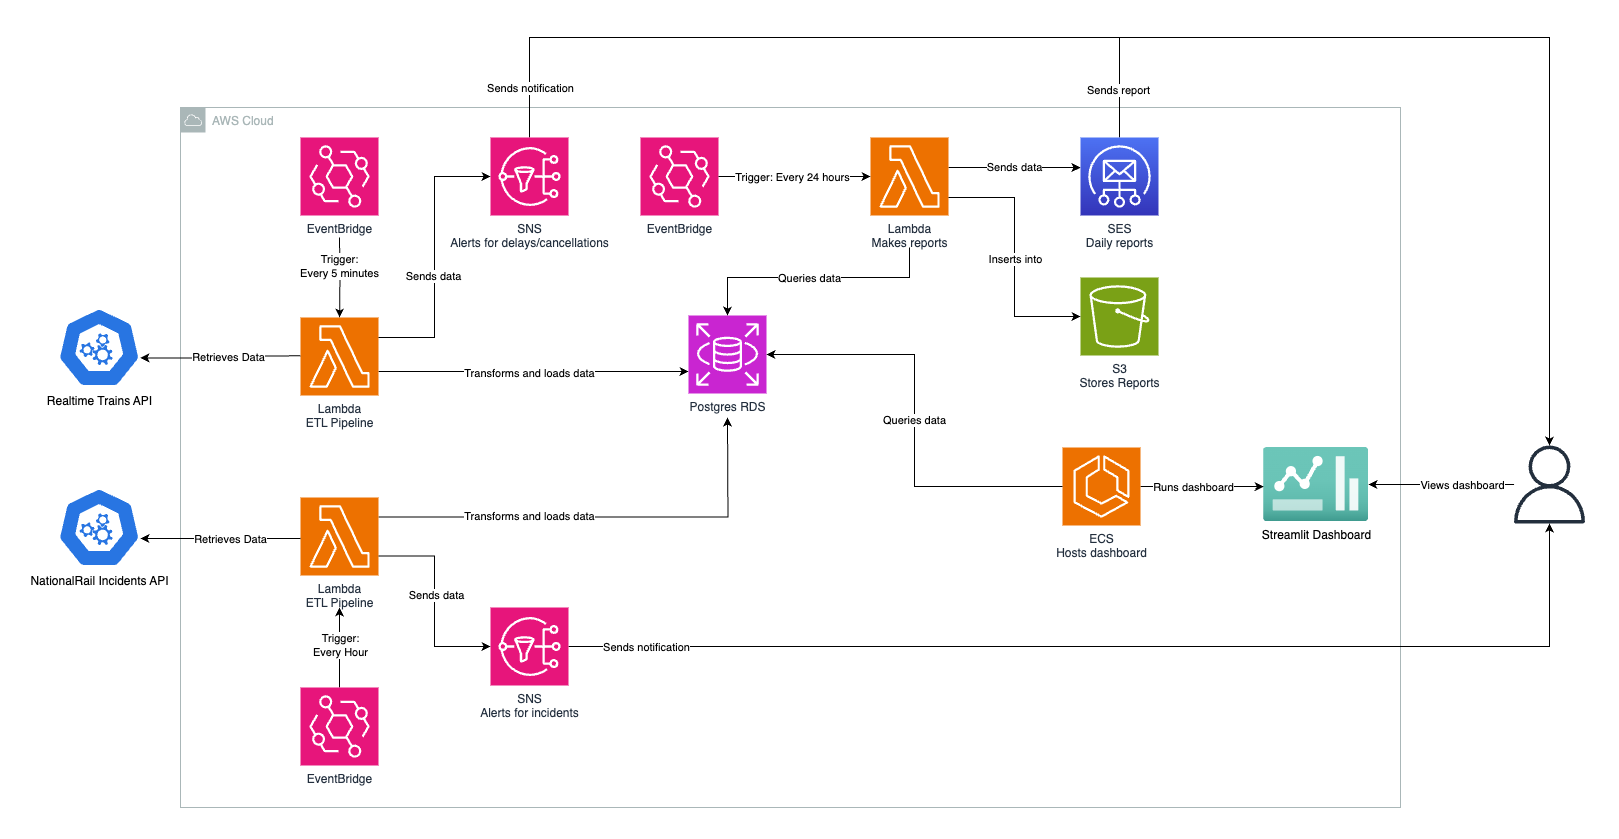 Sends notification
Sends report
AWS Cloud
EventBridge
SNS
Alerts for delays/cancellations
EventBridge
Trigger: Every 24 hours
Lambda
Makes reports
Sends data
SES
Daily reports
Trigger:
Every 5 minutes
Sends data
Queries data
Inserts into
Realtime Trains API
Retrieves Data
Lambda
ETL Pipeline
Transforms and loads data
Postgres RDS
S3
Stores Reports
Queries data
NationalRail Incidents API
Retrieves Data
Lambda
ETL Pipeline
Transforms and loads data
ECS
Hosts dashboard
Runs dashboard
Streamlit Dashboard
Views dashboard
Sends data
Trigger:
Every Hour
SNS
Alerts for incidents
Sends notification
EventBridge